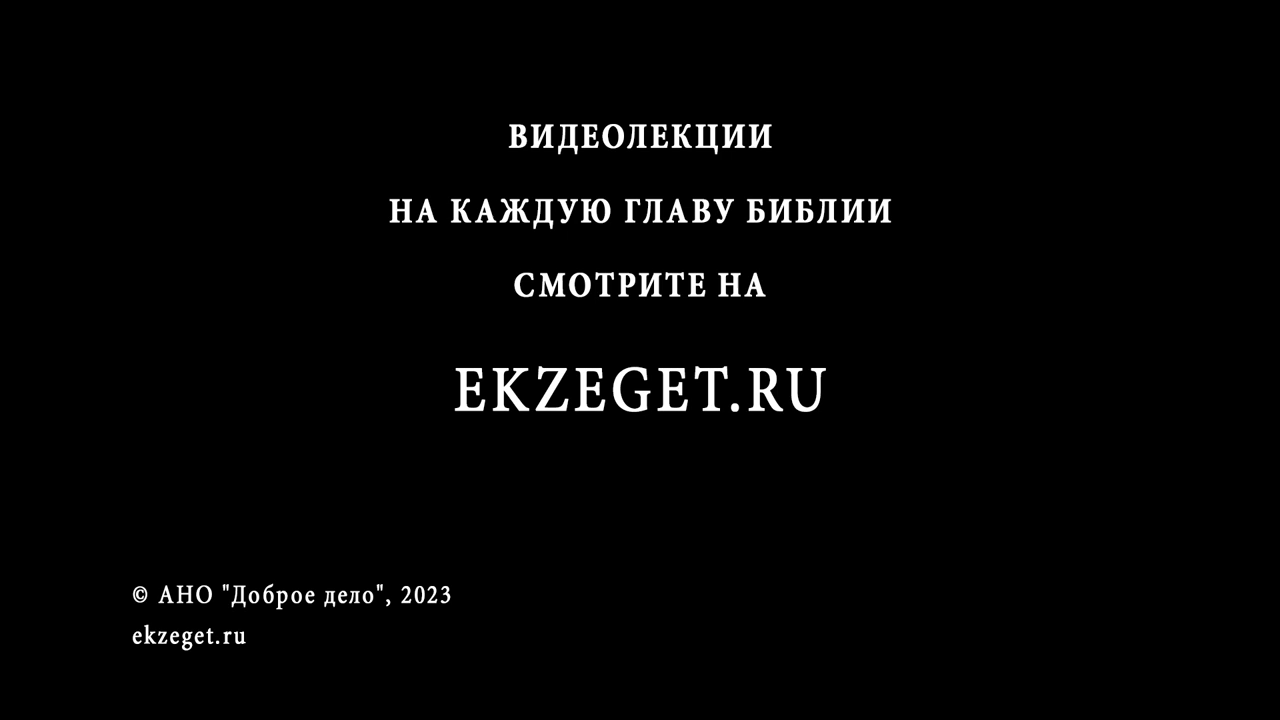 ВИДЕОЛЕКЦИИ
НА КАЖДУЮ ГЛАВУ БИБЛИИ
СМОТРИТЕ НА
EKZEGET.RU
© АНО "Доброе дело", 2023
ekzeget.ru